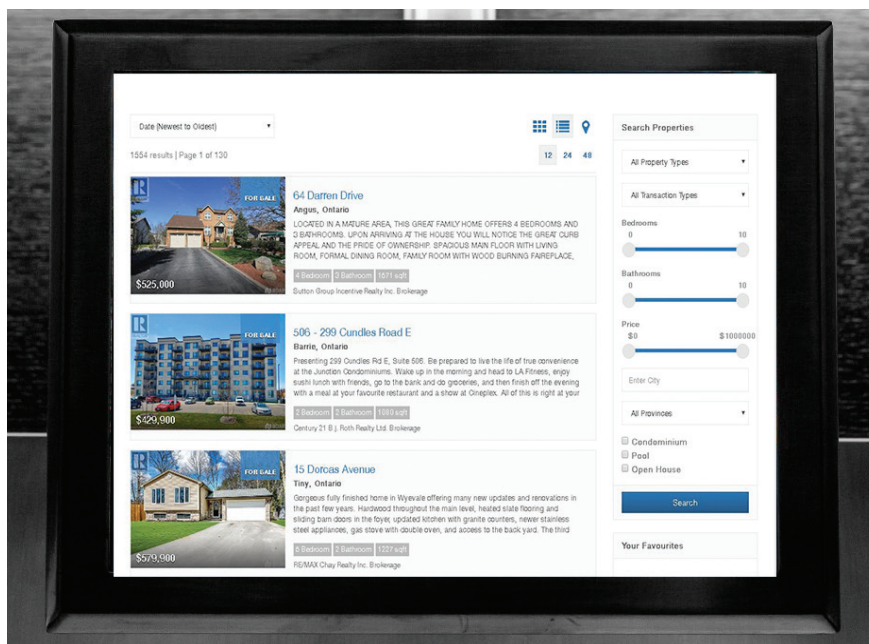 Date (Newest to Oldest)
1554 results | Page 1 of 130
12 24 48
R
FOR SALE
$525,000
64 Darren Drive
Angus, Ontario
LOCATED IN A MATURE AREA, THIS GREAT FAMILY HOME OFFERS 4 BEDROOMS AND
3 BATHROOMS. UPON ARRIVING AT THE HOUSE YOU WILL NOTICE THE GREAT CURB
APPEAL AND THE PRIDE OF OWNERSHIP. SPACIOUS MAIN FLOOR WITH LIVING
ROOM, FORMAL DINING ROOM, FAMILY ROOM WITH WOOD BURNING FAIREPLACE,
4 Bedroom 3 Bathroom 1671 sqft
Sutton Group Incentive Realty Inc. Brokerage
R
FOR SALE
$429,900
506 - 299 Cundles Road E
Barrie, Ontario
Presenting 299 Cundles Rd E, Suite 506. Be prepared to live the life of true convenience
at the Junction Condominiums. Wake up in the morning and head to LA Fitness, enjoy
sushi lunch with friends, go to the bank and do groceries, and then finish off the evening
with a meal at your favourite restaurant and a show at Cineplex. All of this is right at your
2 Bedroom 2 Bathroom 1080 sqft
Century 21 B.j. Roth Realty Ltd. Brokerage
R
FOR SALE
$579,900
15 Dorcas Avenue
Tiny, Ontario
Gorgeous fully finished home in Wyevale offering many new updates and renovations in
the past few years. Hardwood throughout the main level, heated slate flooring and
sliding barn doors in the foyer, updated kitchen with granite counters, newer stainless
steel appliances, gas stove with double oven, and access to the back yard. The third
5 Bedroom 2 Bathroom 1227 sqft
RE/MAX Chay Realty Inc. Brokerage
Search Properties
All Property Types
All Transaction Types
Bedrooms
0 10
Bathrooms
0 10
Price
$0 $1000000
Enter City
All Provinces
Condominium
Pool
Open House
Search
Your Favourites